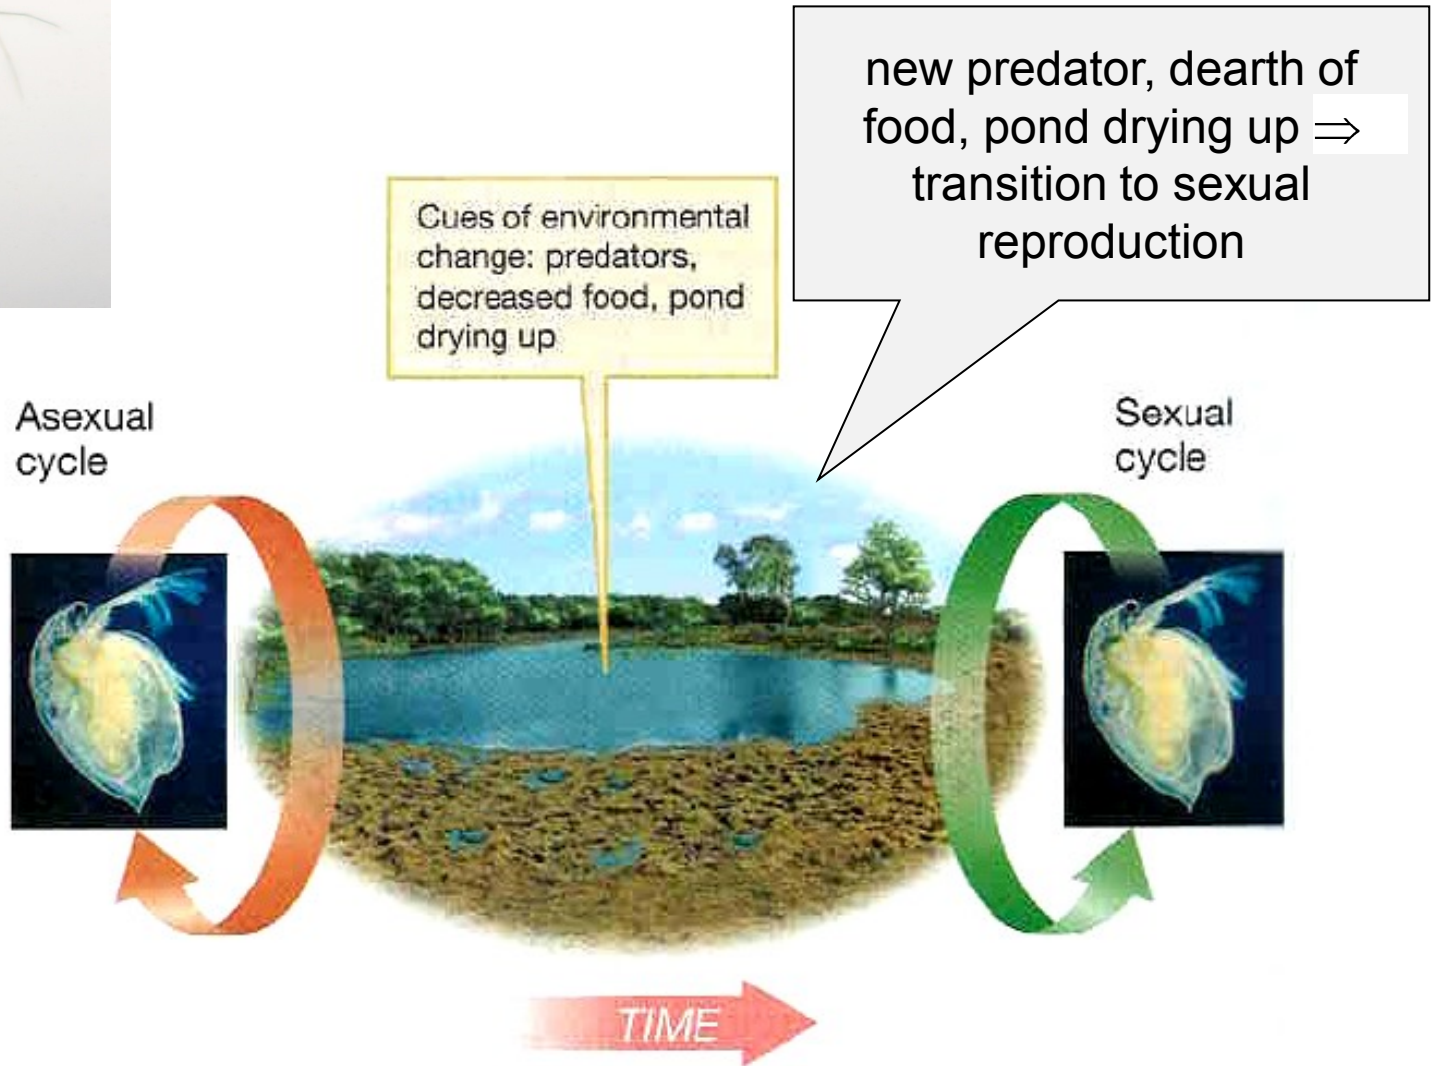 new predator, dearth of
food, pond drying up ⇒
transition to sexual
reproduction
Cues of environmental
change: predators,
decreased food, pond
drying up
Asexual
cycle
Sexual
cycle
TIME